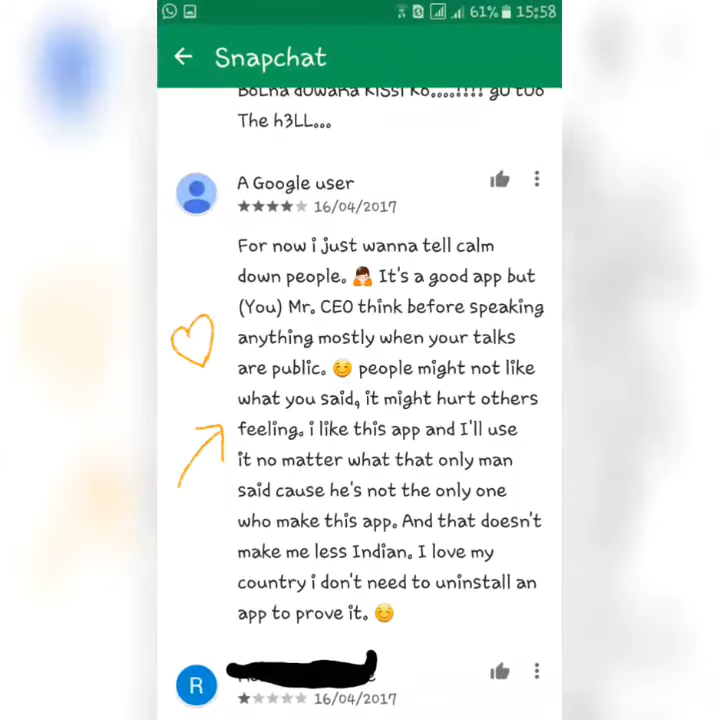 61% 15:58
Snapchat
The h3LL...
A Google user
16/04/2017
For now i just wanna tell calm
down people. 🙇 It's a good app but
(You) Mr. CEO think before speaking
anything mostly when your talks
are public. 😊 people might not like
what you said, it might hurt others
feeling. i like this app and I'll use
it no matter what that only man
said cause he's not the only one
who make this app. And that doesn't
make me less Indian. I love my
country i don't need to uninstall an
app to prove it. 😊
R
16/04/2017